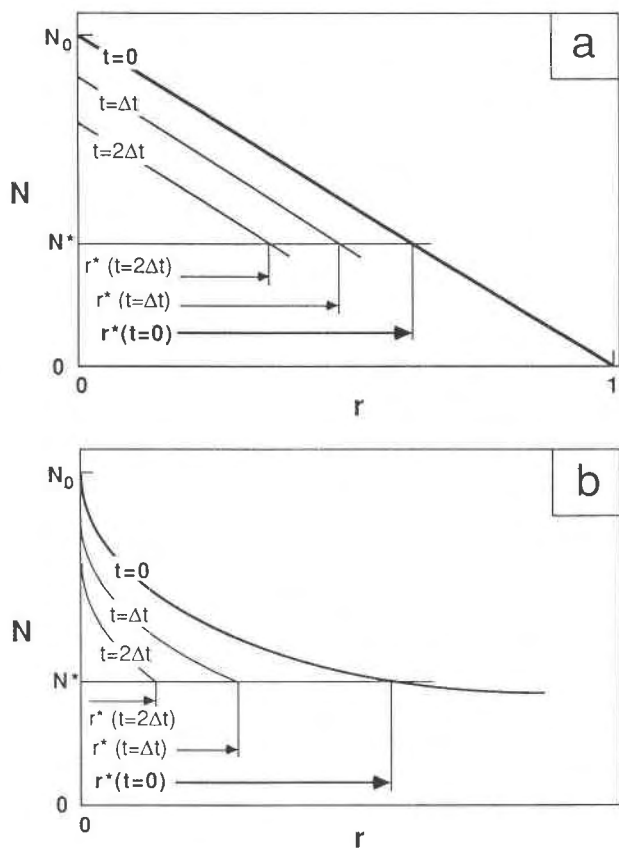 a
N₀
t=0
t=Δt
t=2Δt
N
N*
r* (t=2Δt)
r* (t=Δt)
r*(t=0)
0
0
1
r
b
N₀
t=0
t=Δt
t=2Δt
N
N*
r* (t=2Δt)
r* (t=Δt)
r*(t=0)
0
0
r